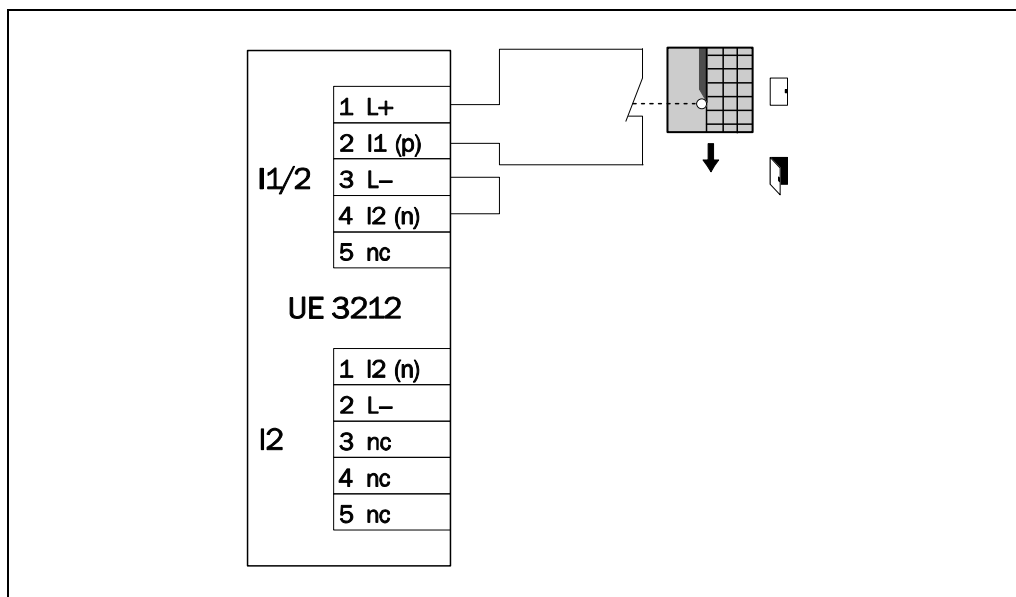 I1/2
1 L+
2 I1 (p)
3 L–
4 I2 (n)
5 nc
UE 3212
I2
1 I2 (n)
2 L–
3 nc
4 nc
5 nc